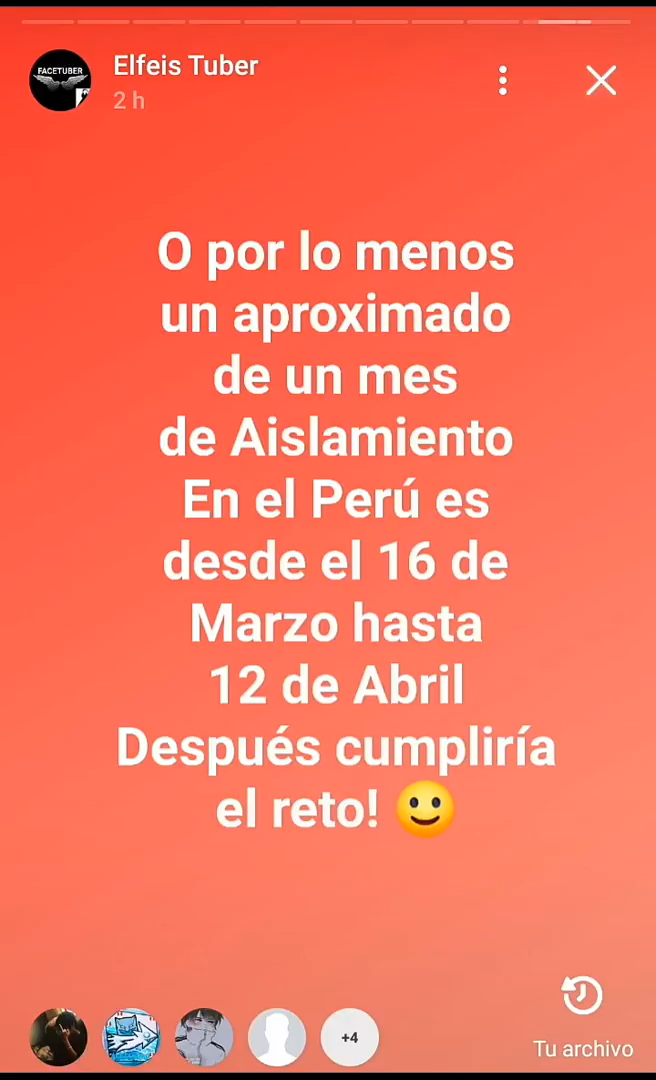 FACETUBER
Elfeis Tuber
2 h
O por lo menos
un aproximado
de un mes
de Aislamiento
En el Perú es
desde el 16 de
Marzo hasta
12 de Abril
Después cumpliría
el reto! 🙂
+4
Tu archivo